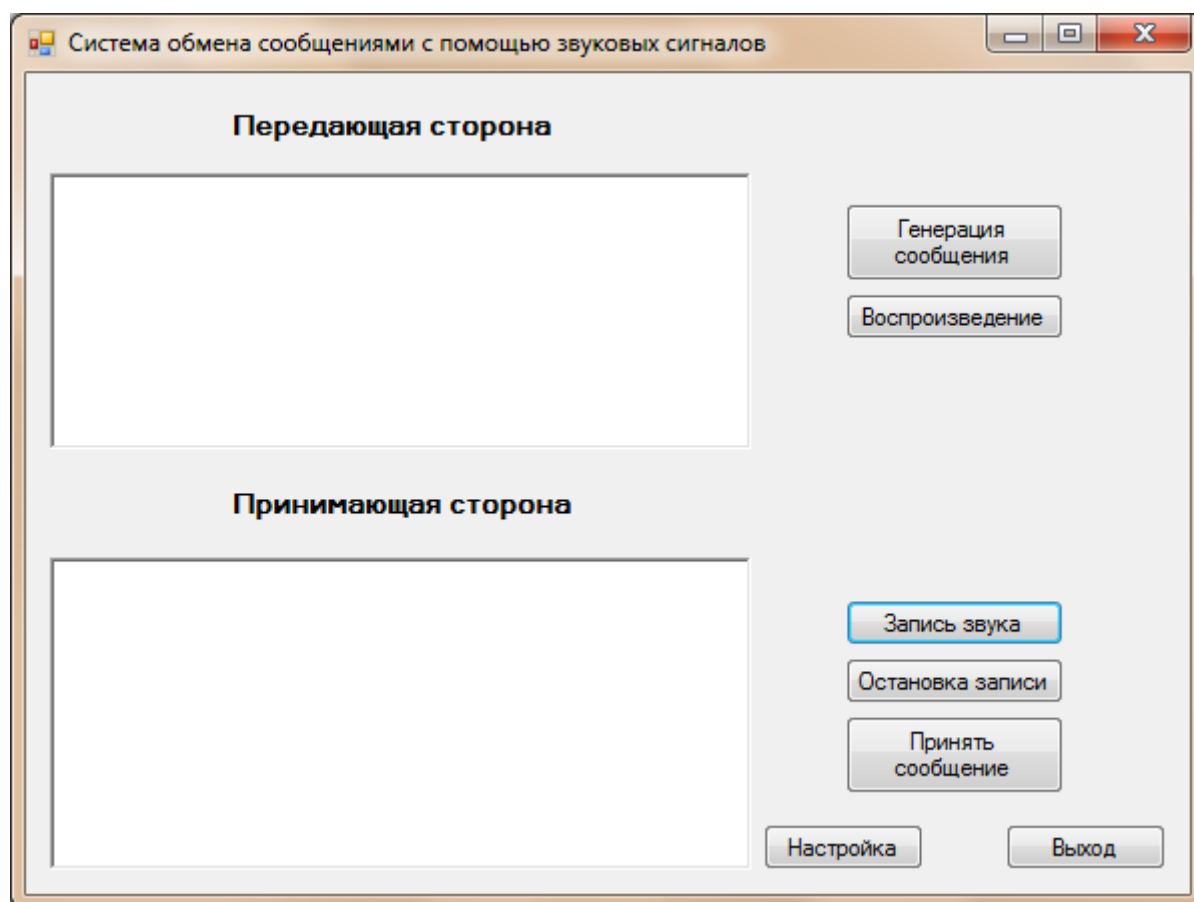 Система обмена сообщениями с помощью звуковых сигналов
Передающая сторона
Генерация
сообщения
Воспроизведение
Принимающая сторона
Запись звука
Остановка записи
Принять
сообщение
Настройка
Выход